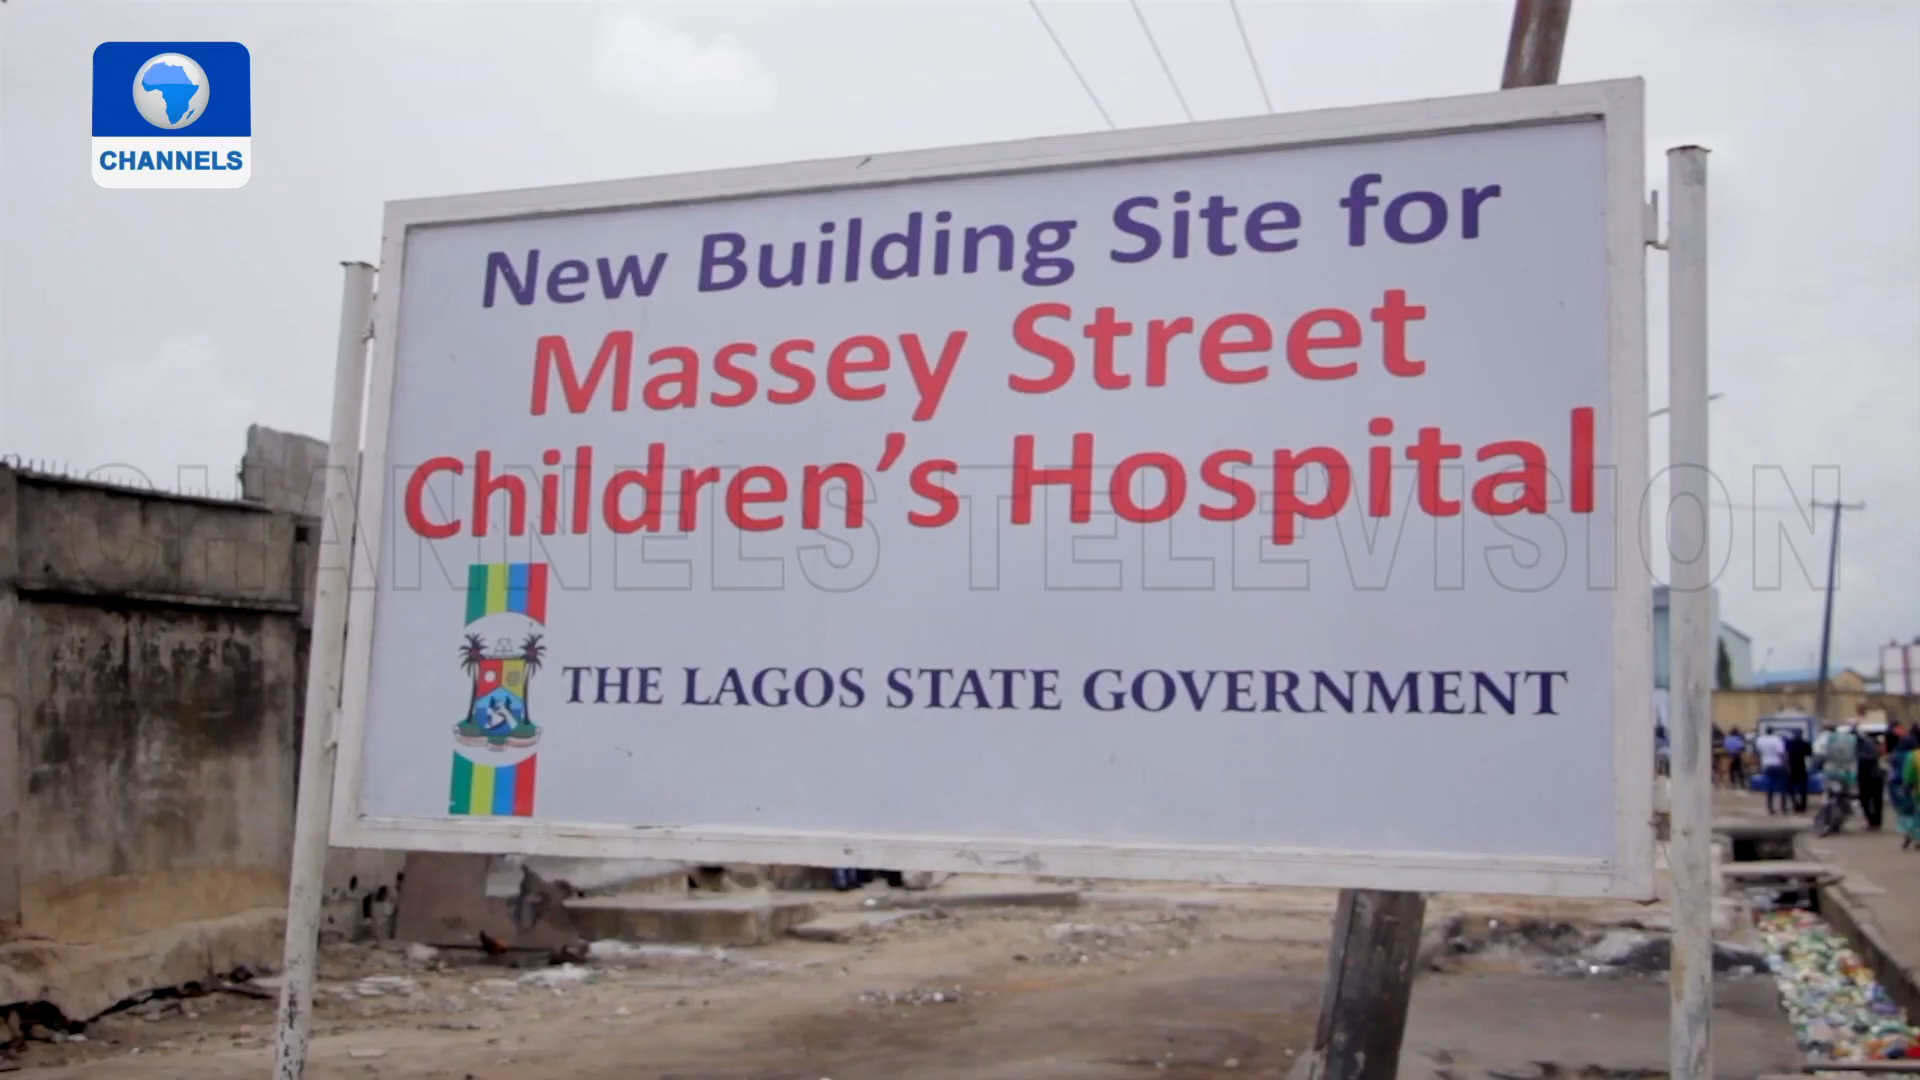 CHANNELS
New Building Site for
Massey Street
Children's Hospital
CHANNELS TELEVISION
THE LAGOS STATE GOVERNMENT